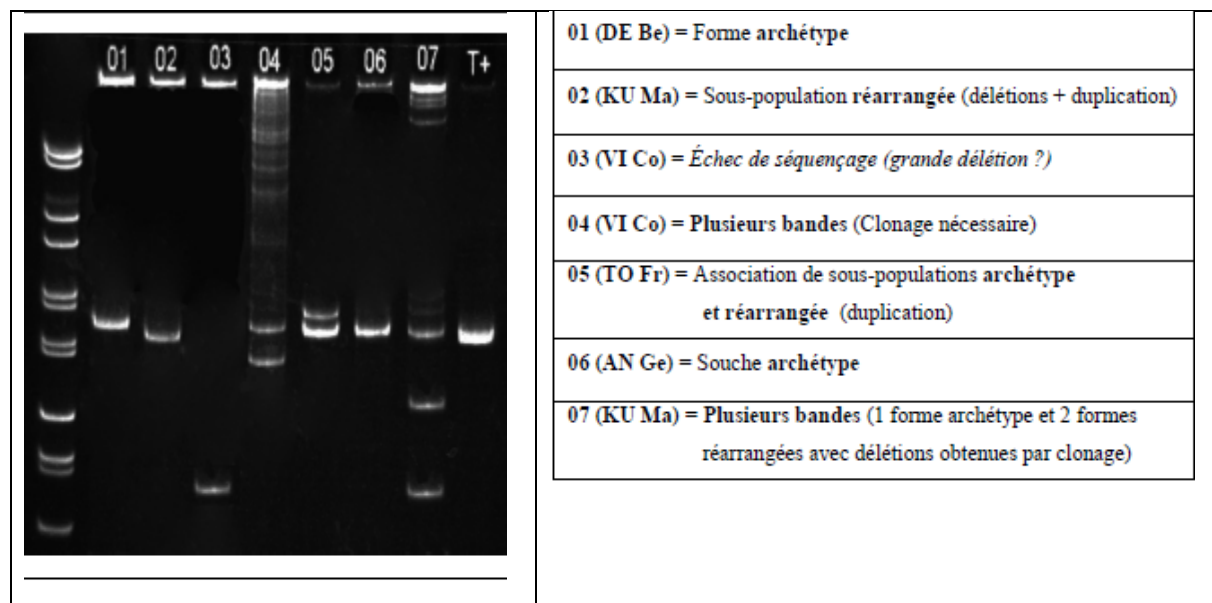 01 02 03 04 05 06 07 T+
01 (DE Be) = Forme archétype
02 (KU Ma) = Sous-population réarrangée (délétions + duplication)
03 (VI Co) = Échec de séquençage (grande délétion ?)
04 (VI Co) = Plusieurs bandes (Clonage nécessaire)
05 (TO Fr) = Association de sous-populations archétype
et réarrangée (duplication)
06 (AN Ge) = Souche archétype
07 (KU Ma) = Plusieurs bandes (1 forme archétype et 2 formes
réarrangées avec délétions obtenues par clonage)